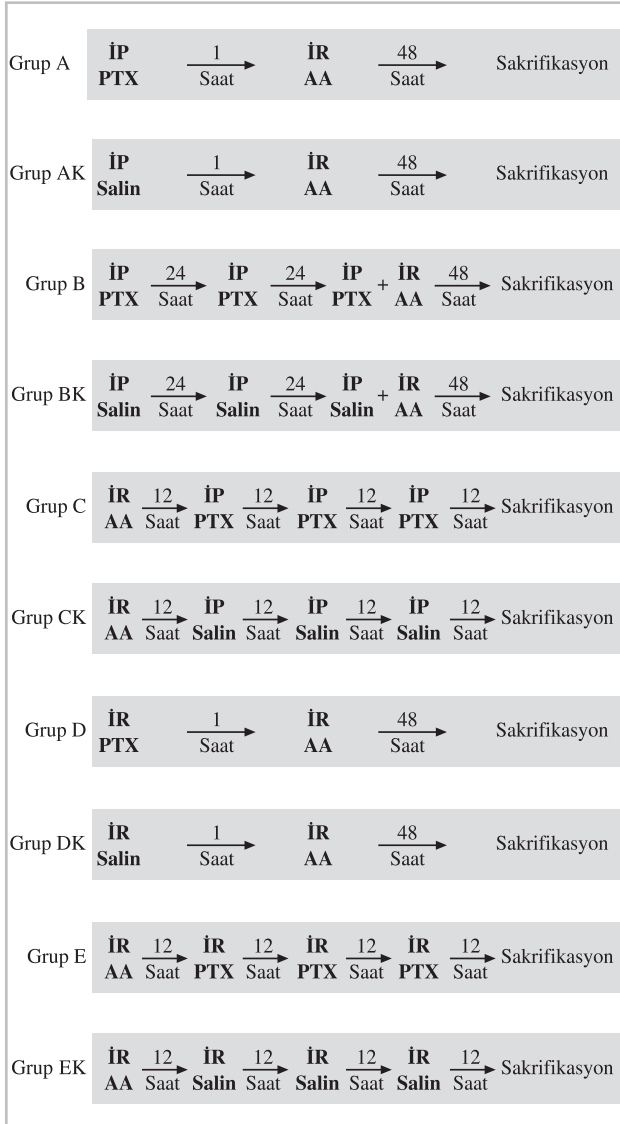 Grup A İP 1 İR 48 Sakrifikasyon
PTX Saat AA Saat
Grup AK İP 1 İR 48 Sakrifikasyon
Salin Saat AA Saat
Grup B İP 24 İP 24 İP + İR 48 Sakrifikasyon
PTX Saat PTX Saat PTX AA Saat
Grup BK İP 24 İP 24 İP + İR 48 Sakrifikasyon
Salin Saat Salin Saat Salin AA Saat
Grup C İR 12 İP 12 İP 12 İP 12 Sakrifikasyon
AA Saat PTX Saat PTX Saat PTX Saat
Grup CK İR 12 İP 12 İP 12 İP 12 Sakrifikasyon
AA Saat Salin Saat Salin Saat Salin Saat
Grup D İR 1 İR 48 Sakrifikasyon
PTX Saat AA Saat
Grup DK İR 1 İR 48 Sakrifikasyon
Salin Saat AA Saat
Grup E İR 12 İR 12 İR 12 İR 12 Sakrifikasyon
AA Saat PTX Saat PTX Saat PTX Saat
Grup EK İR 12 İR 12 İR 12 İR 12 Sakrifikasyon
AA Saat Salin Saat Salin Saat Salin Saat